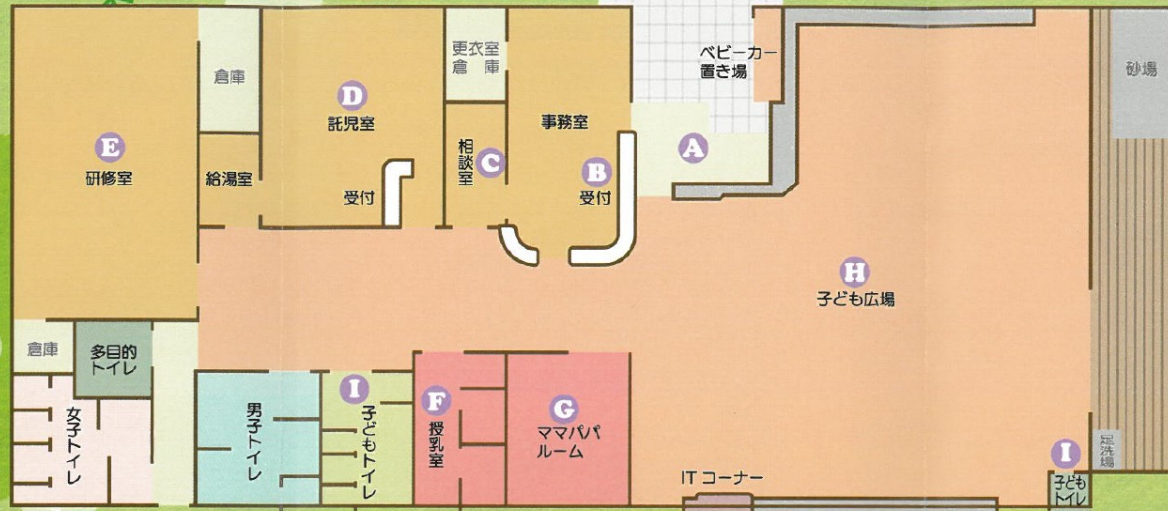 E
研修室
倉庫
給湯室
D
託児室
受付
更衣室
倉 庫
相談室
C
事務室
B
受付
ベビーカー
置き場
A
砂場
H
子ども広場
倉庫
多目的
トイレ
女子トイレ
男子トイレ
I
子どもトイレ
F
授乳室
G
ママパパ
ルーム
ITコーナー
I
子ども
トイレ
足洗場